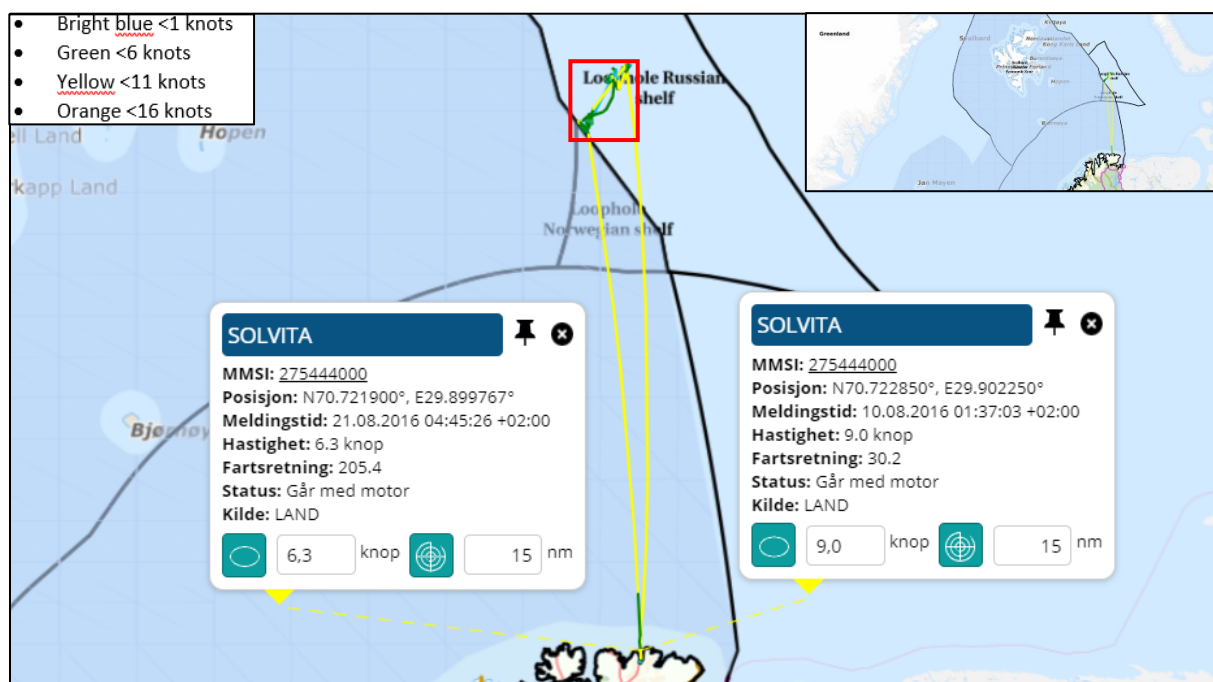 • Bright blue <1 knots
• Green <6 knots
• Yellow <11 knots
• Orange <16 knots
ell Land
Hopen
kapp Land
Loophole Russian
shelf
Loophole
Norwegian shelf
Greenland
Svalbard
Kvitøya
Hopen
Bjørnøya
Jan Mayen
SOLVITA
MMSI: 275444000
Posisjon: N70.721900°, E29.899767°
Meldingstid: 21.08.2016 04:45:26 +02:00
Hastighet: 6.3 knop
Fartsretning: 205.4
Status: Går med motor
Kilde: LAND
6,3 knop 15 nm
SOLVITA
MMSI: 275444000
Posisjon: N70.722850°, E29.902250°
Meldingstid: 10.08.2016 01:37:03 +02:00
Hastighet: 9.0 knop
Fartsretning: 30.2
Status: Går med motor
Kilde: LAND
9,0 knop 15 nm
Bjørnøy